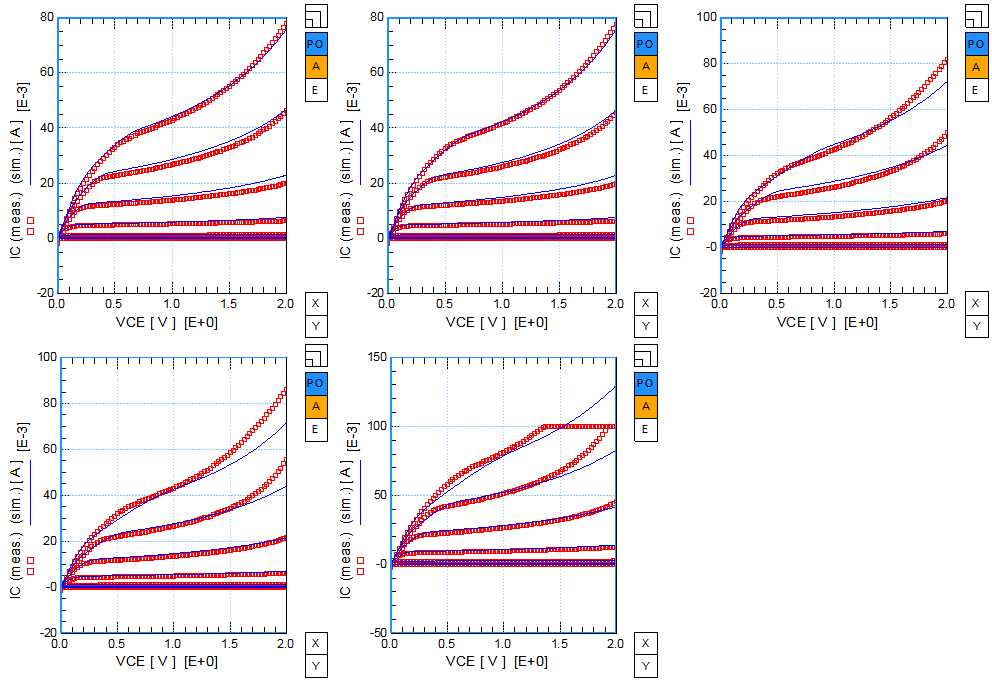 80
60
40
20
0
-20
0.0 0.5 1.0 1.5 2.0
VCE [ V ] [E+0]
IC (meas.) (sim.) [ A ] [E-3]
PO
A
E
X
Y
80
60
40
20
0
-20
0.0 0.5 1.0 1.5 2.0
VCE [ V ] [E+0]
IC (meas.) (sim.) [ A ] [E-3]
PO
A
E
X
Y
100
80
60
40
20
-0
-20
0.0 0.5 1.0 1.5 2.0
VCE [ V ] [E+0]
IC (meas.) (sim.) [ A ] [E-3]
PO
A
E
X
Y
100
80
60
40
20
-0
-20
0.0 0.5 1.0 1.5 2.0
VCE [ V ] [E+0]
IC (meas.) (sim.) [ A ] [E-3]
PO
A
E
X
Y
150
100
50
-0
-50
0.0 0.5 1.0 1.5 2.0
VCE [ V ] [E+0]
IC (meas.) (sim.) [ A ] [E-3]
PO
A
E
X
Y